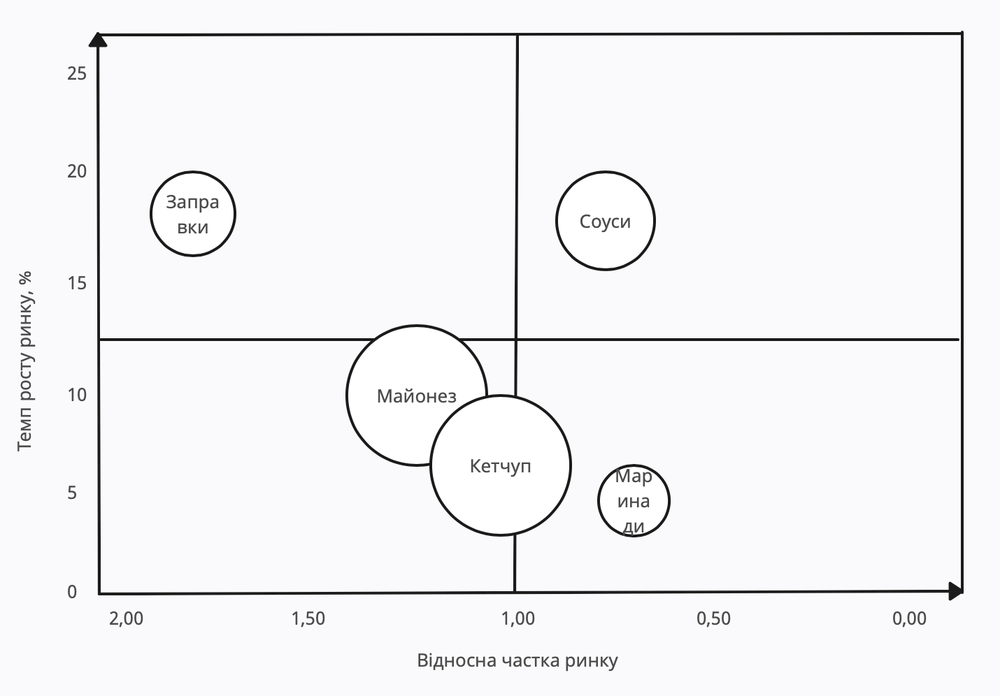 25
20
15
10
5
0
Темп росту ринку, %
Запра
вки
Соуси
Майонез
Кетчуп
Мар
ина
ди
2,00
1,50
1,00
0,50
0,00
Відносна частка ринку